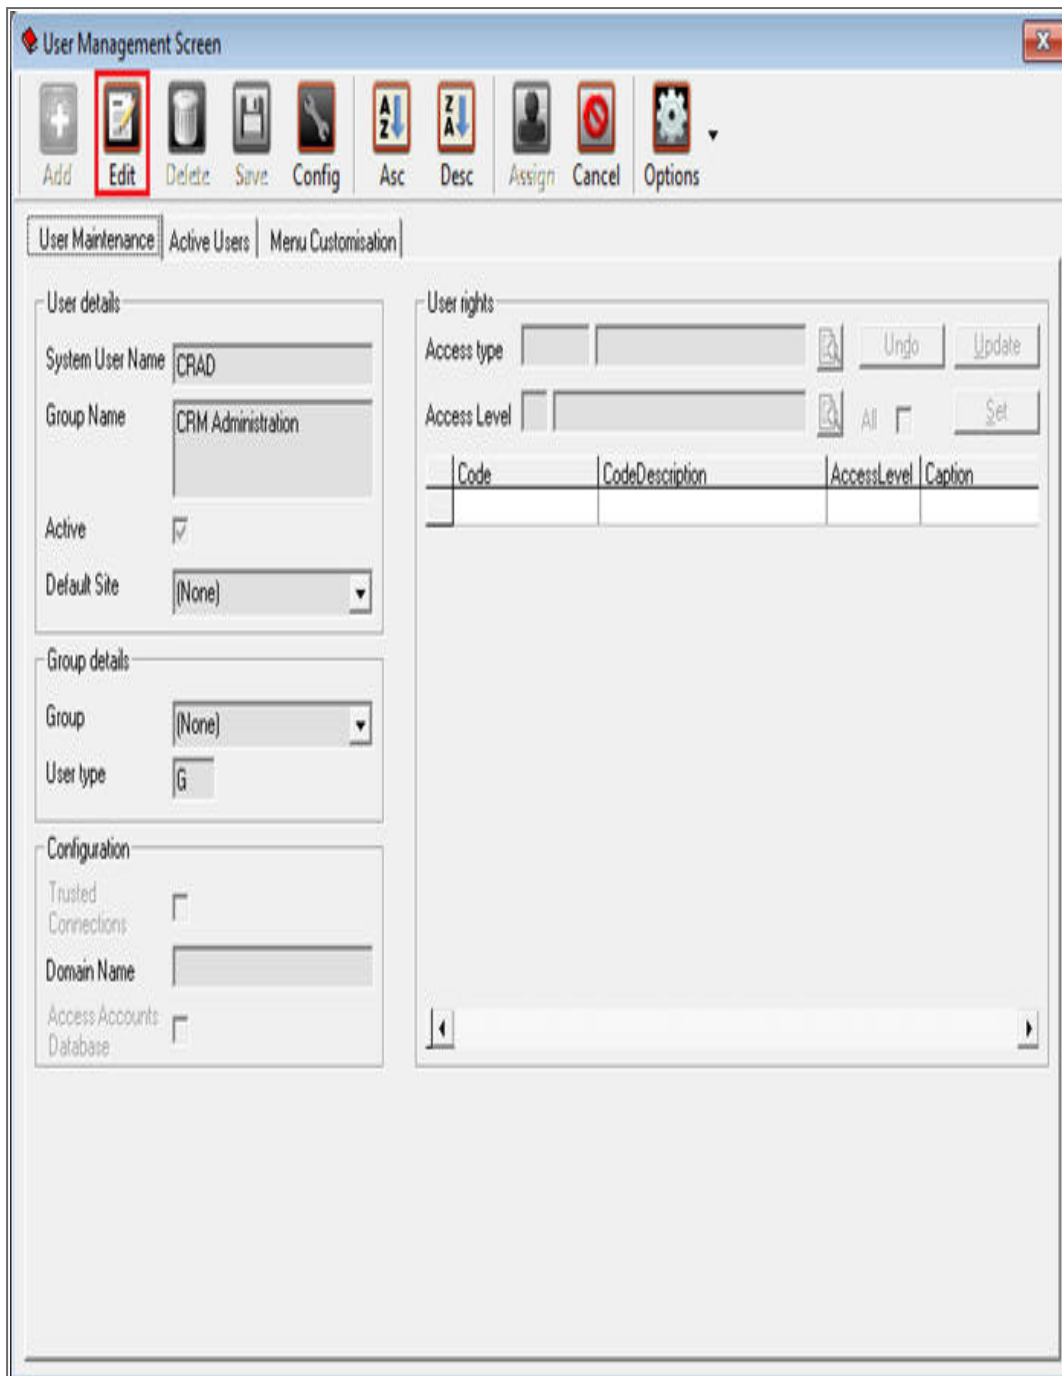 User Management Screen
Add Edit Delete Save Config Asc Desc Assign Cancel Options
User Maintenance Active Users Menu Customisation
User details
System User Name CRAD
Group Name CRM Administration
Active
Default Site (None)
Group details
Group (None)
User type G
Configuration
Trusted
Connections
Domain Name
Access Accounts
Database
User rights
Access type Undo Update
Access Level All Set
Code CodeDescription AccessLevel Caption